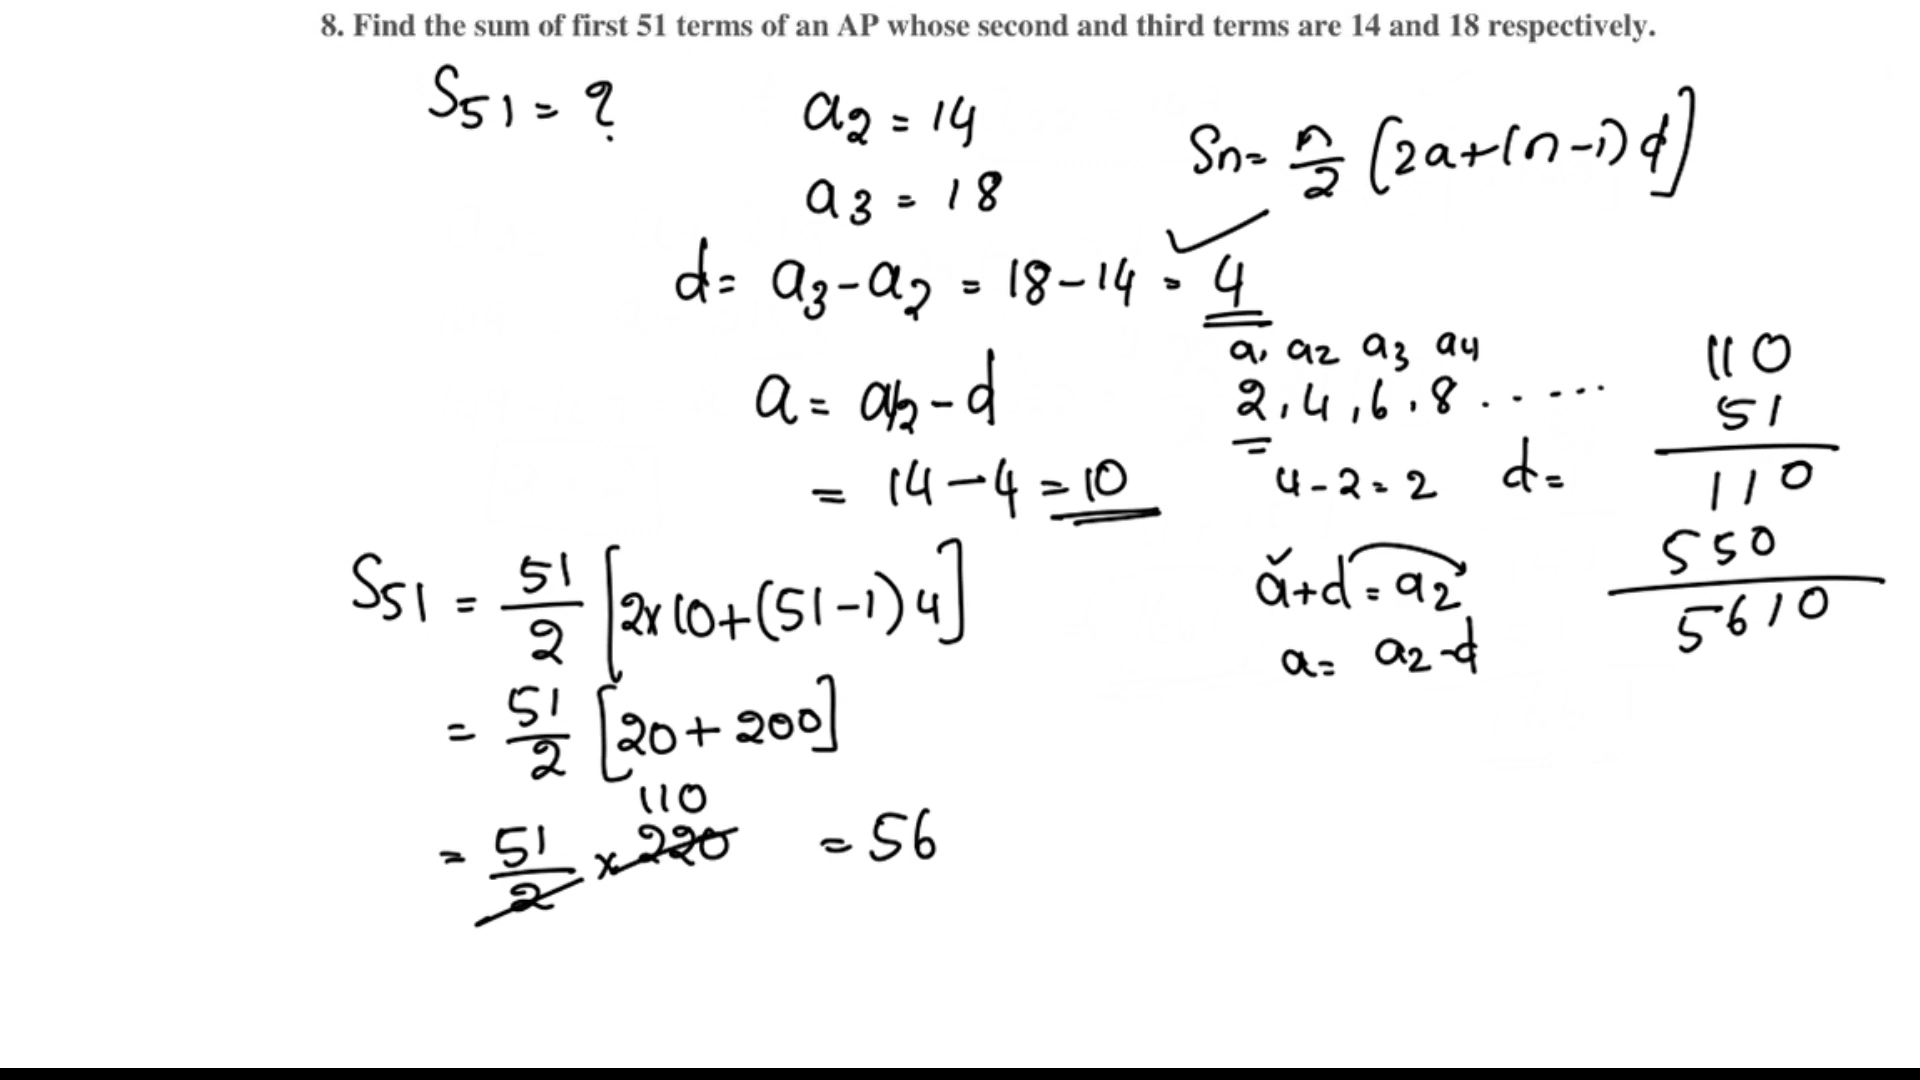 8. Find the sum of first 51 terms of an AP whose second and third terms are 14 and 18 respectively.
S51 = ?
a2 = 14
Sn = n/2 [2a+(n-1)d]
a3 = 18
d = a3 - a2 = 18 - 14 = 4
a = a2 - d
= 14 - 4 = 10
a1 a2 a3 a4
2, 4, 6, 8 . . . . . .
4 - 2 = 2 d =
a + d = a2
a = a2 - d
110
51
110
550
5610
S51 = 51/2 [2x10+(51-1)4]
= 51/2 [20+200]
110
= 51/2 x 220 = 56